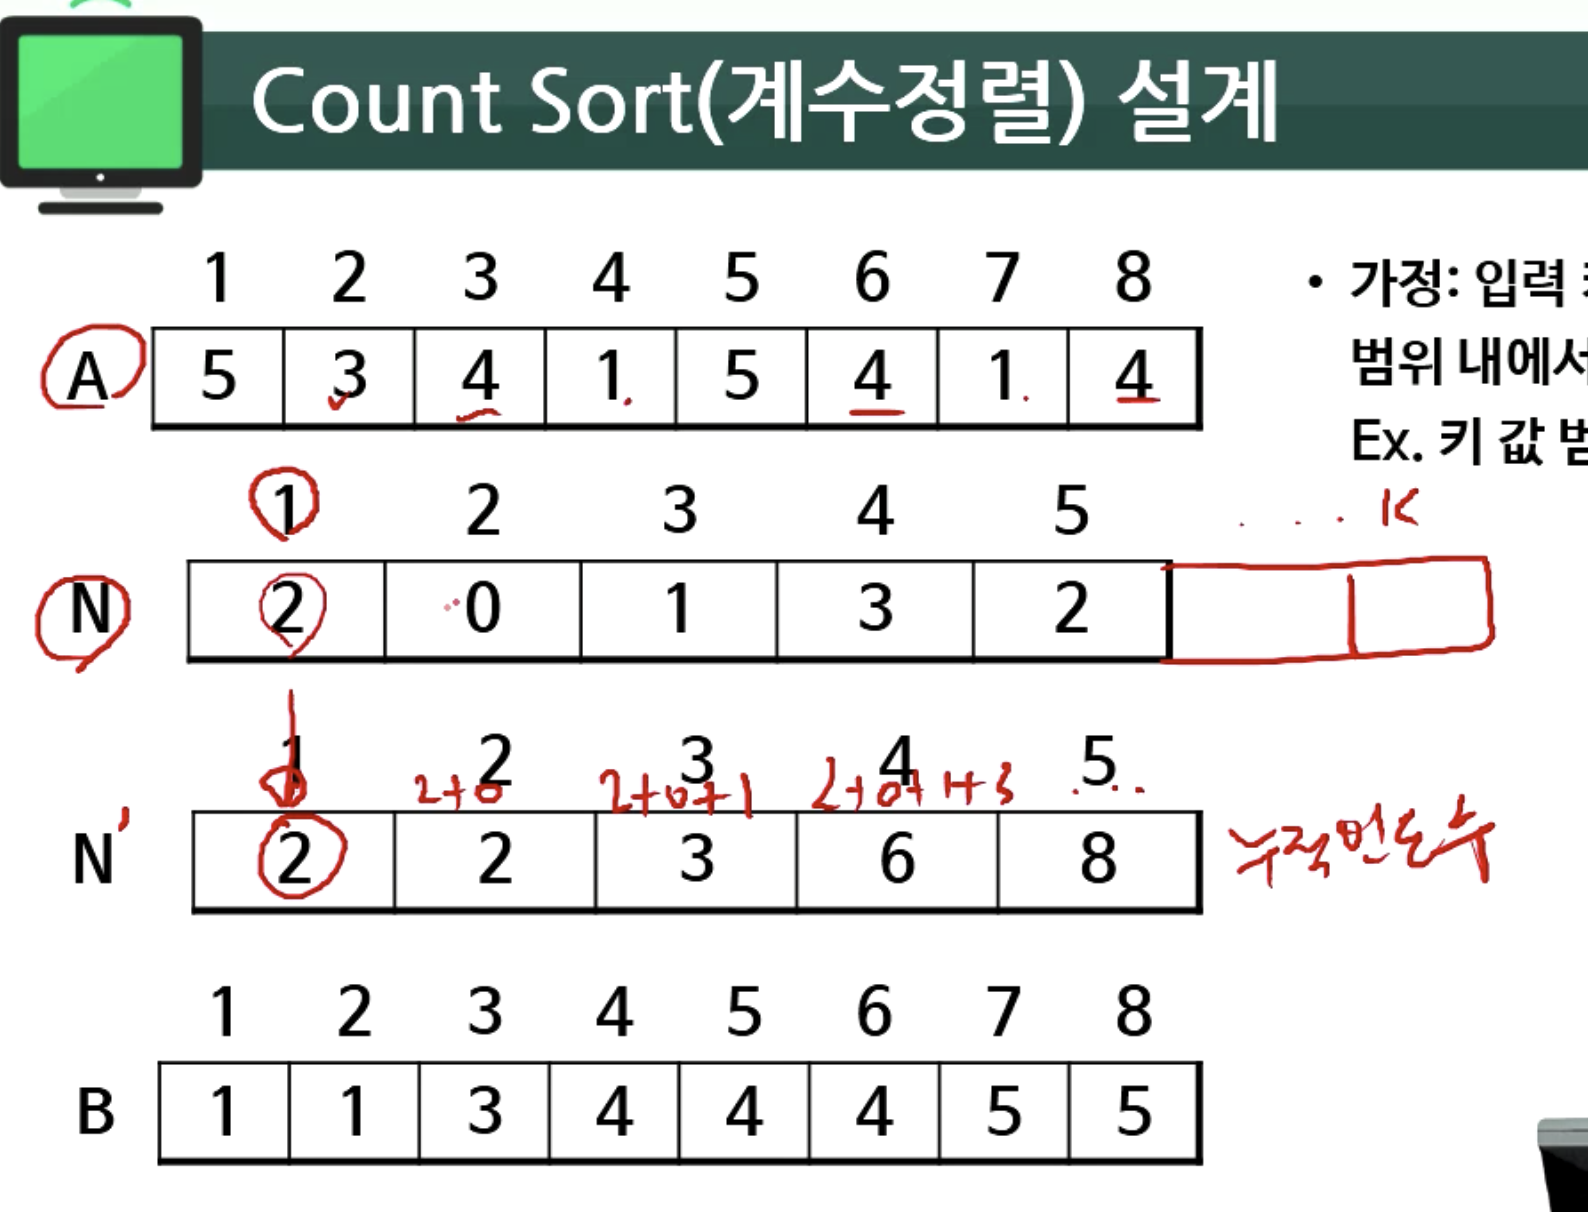 Count Sort(계수정렬) 설계
1 2 3 4 5 6 7 8
A 5 3 4 1 5 4 1 4
• 가정: 입력
범위 내에서
Ex. 키 값 범
1 2 3 4 5 . . . K
N 2 0 1 3 2
1 2 3 4 5
2+0 2+0+1 2+0+1+3 . . .
N' 2 2 3 6 8 누적빈도수
1 2 3 4 5 6 7 8
B 1 1 3 4 4 4 5 5